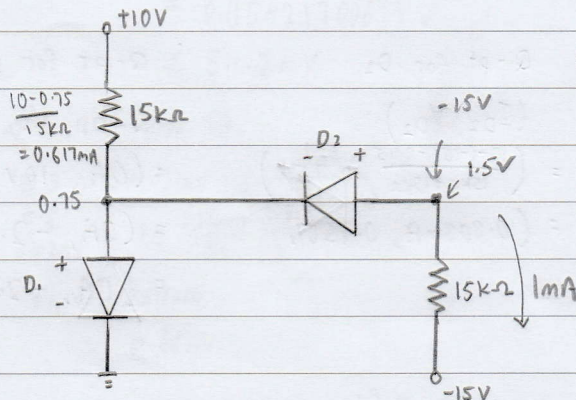 +10V
10-0.75
15kΩ
=0.617mA
15kΩ
0.75
D2
- +
-15V
1.5V
+
D1
-
15kΩ
1mA
-15V